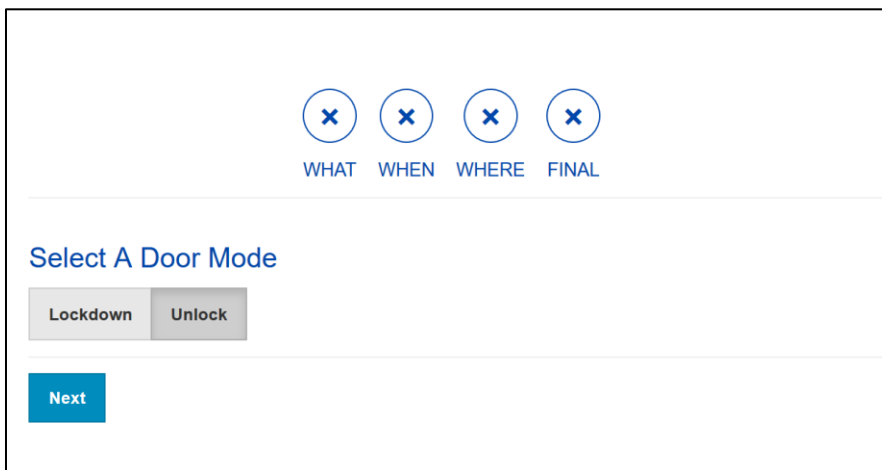 WHAT WHEN WHERE FINAL
Select A Door Mode
Lockdown Unlock
Next